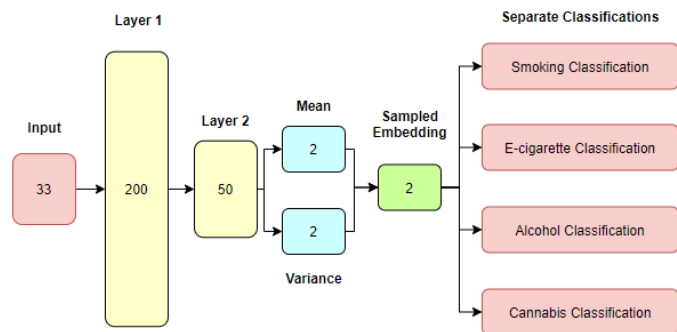 Separate Classifications
Layer 1
Smoking Classification
Mean
Sampled
Embedding
Layer 2
Input
2
E-cigarette Classification
33
200
50
2
2
Alcohol Classification
Variance
Cannabis Classification